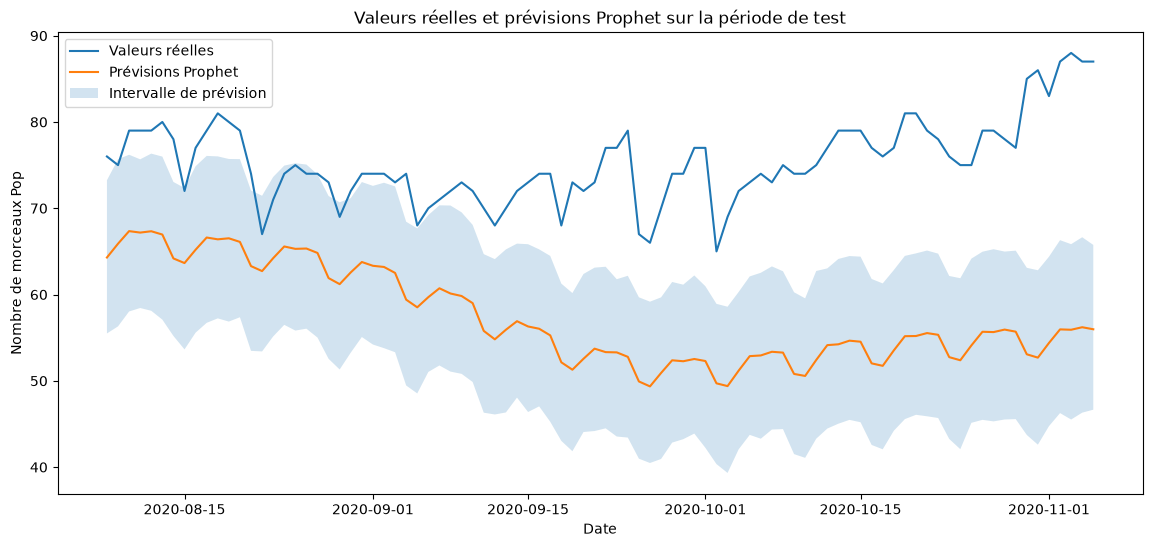 Valeurs réelles et prévisions Prophet sur la période de test
Valeurs réelles
Prévisions Prophet
Intervalle de prévision
Nombre de morceaux Pop
90
80
70
60
50
40
2020-08-15
2020-09-01
2020-09-15
2020-10-01
2020-10-15
2020-11-01
Date